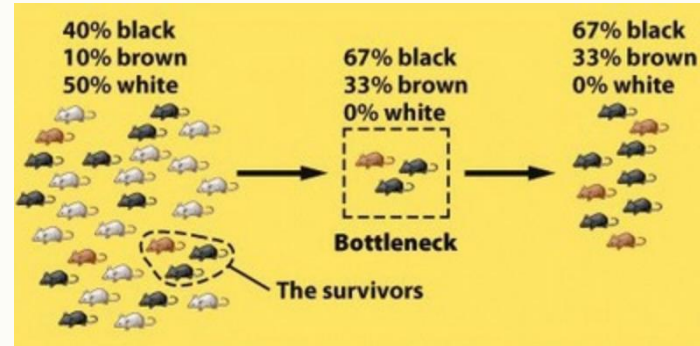 40% black
10% brown
50% white
67% black
33% brown
0% white
Bottleneck
The survivors
67% black
33% brown
0% white